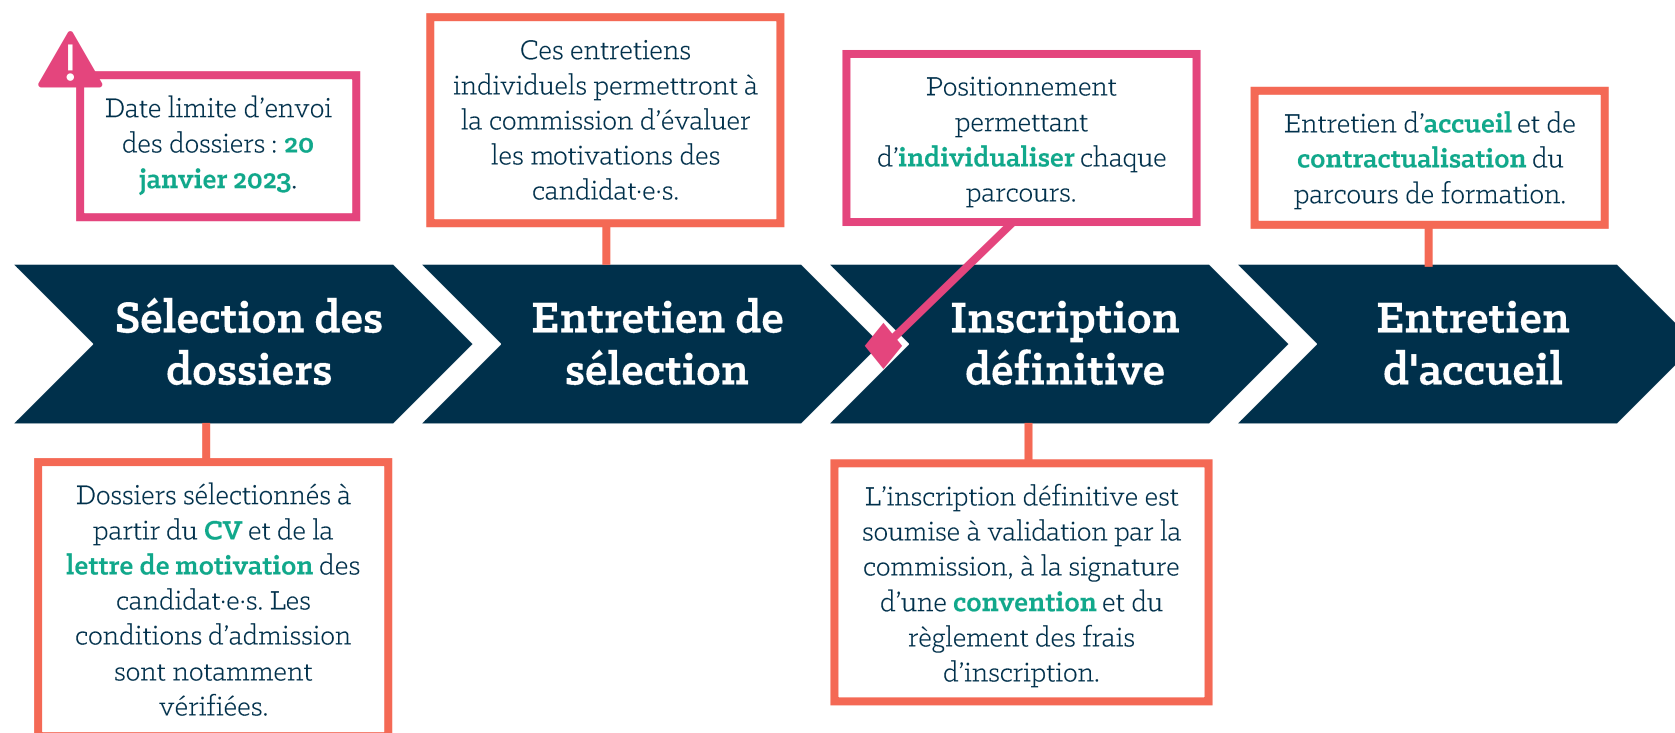 Date limite d’envoi
des dossiers : 20
janvier 2023.
Ces entretiens
individuels permettront à
la commission d’évaluer
les motivations des
candidat·e·s.
Positionnement
permettant
d’individualiser chaque
parcours.
Entretien d’accueil et de
contractualisation du
parcours de formation.
Sélection des
dossiers
Entretien de
sélection
Inscription
définitive
Entretien
d'accueil
Dossiers sélectionnés à
partir du CV et de la
lettre de motivation des
candidat·e·s. Les
conditions d’admission
sont notamment
vérifiées.
L’inscription définitive est
soumise à validation par la
commission, à la signature
d’une convention et du
règlement des frais
d’inscription.